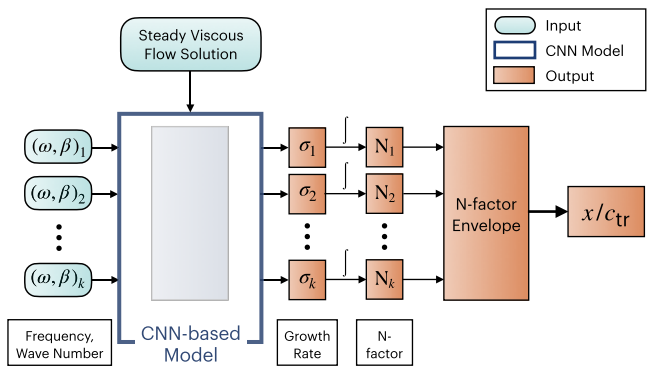 Steady Viscous
Flow Solution
Input
CNN Model
Output
(ω, β)₁
σ₁
∫
N₁
(ω, β)₂
σ₂
∫
N₂
(ω, β)ₖ
σₖ
∫
Nₖ
N-factor
Envelope
x/c_tr
Frequency,
Wave Number
CNN-based
Model
Growth
Rate
N-
factor